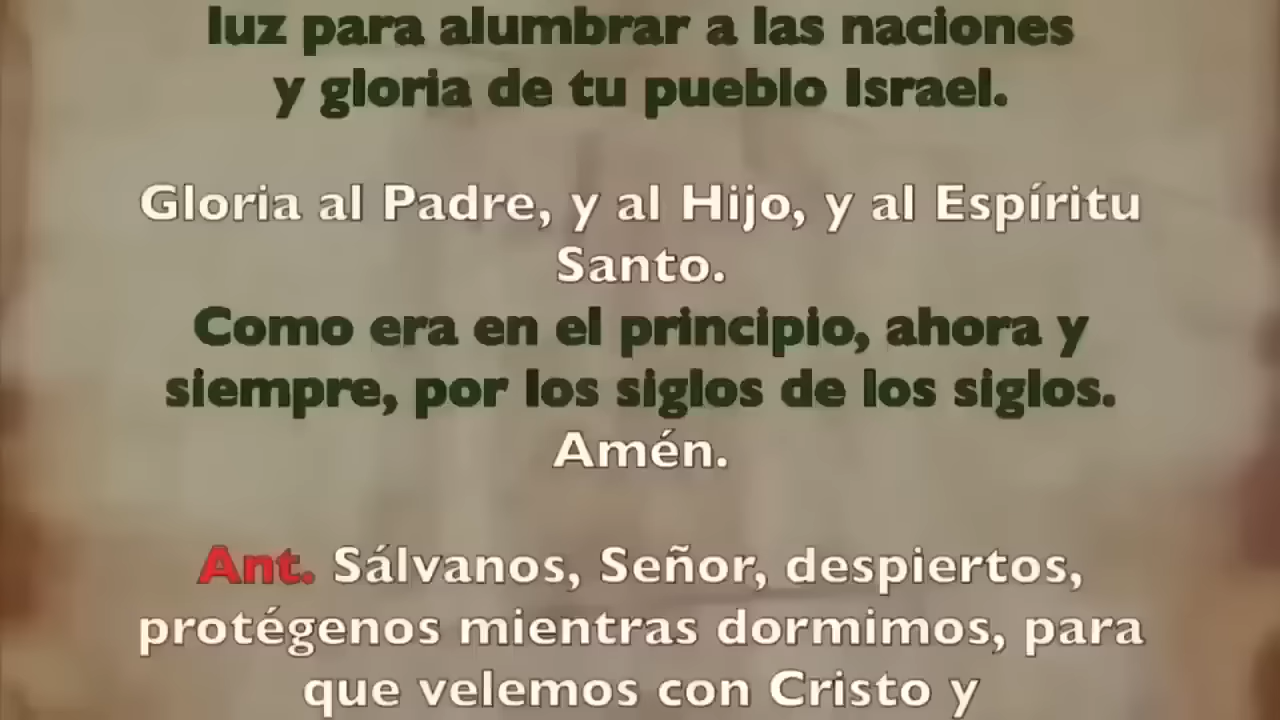 luz para alumbrar a las naciones
y gloria de tu pueblo Israel.
Gloria al Padre, y al Hijo, y al Espíritu
Santo.
Como era en el principio, ahora y
siempre, por los siglos de los siglos.
Amén.
Ant. Sálvanos, Señor, despiertos,
protégenos mientras dormimos, para
que velemos con Cristo y